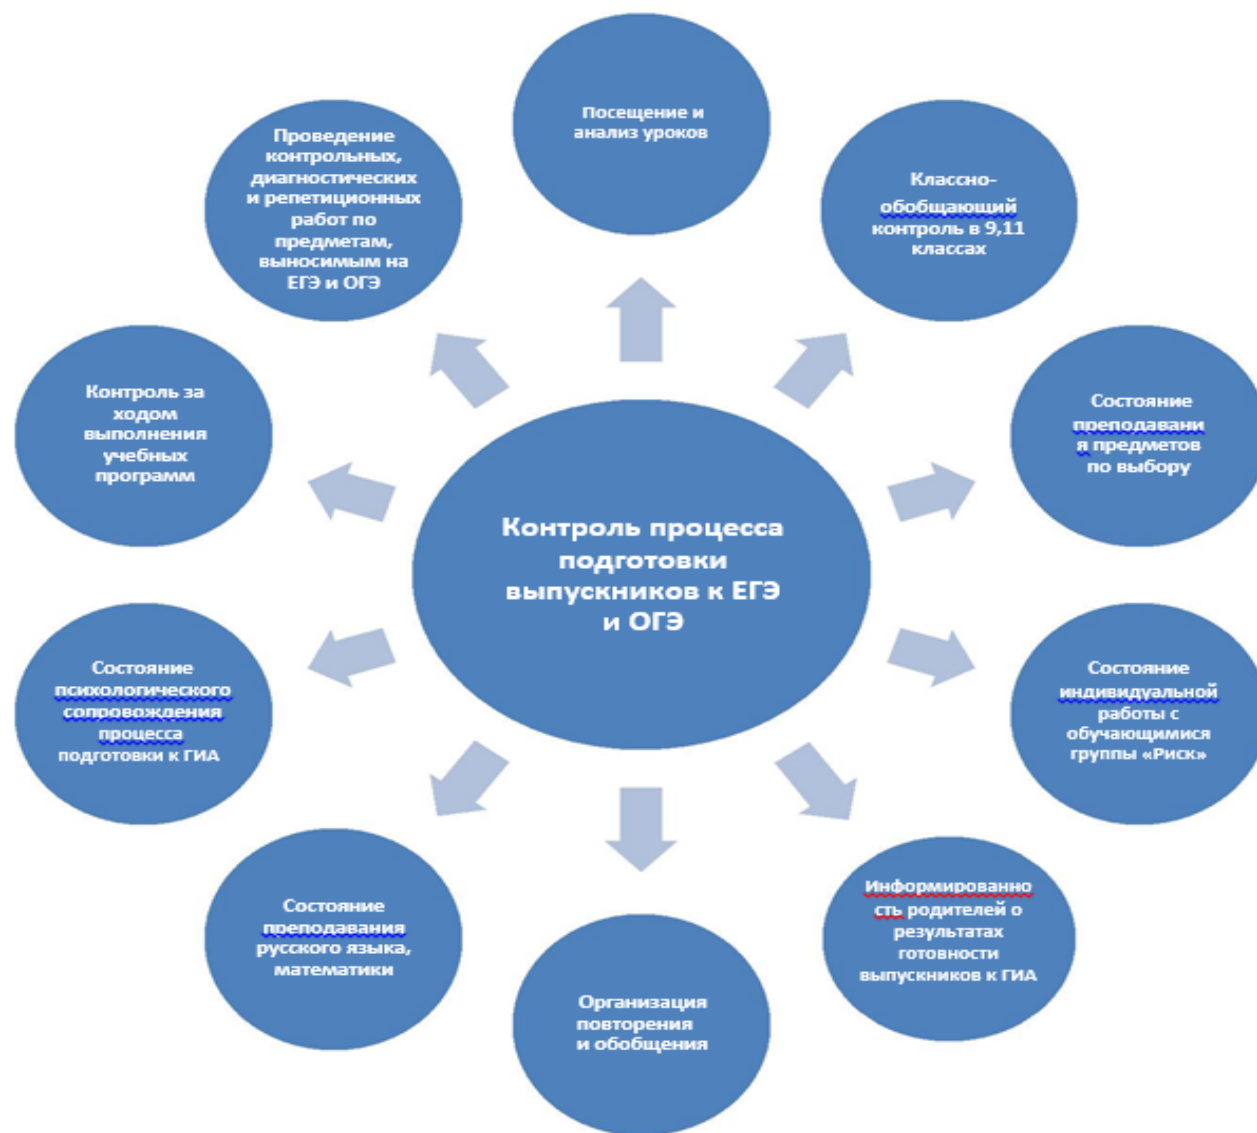 Посещение и
анализ уроков
Классно-
обобщающий
контроль в 9,11
классах
Состояние
преподавани
я предметов
по выбору
Состояние
индивидуальной
работы с
обучающимися
группы «Риск»
Информированно
сть родителей о
результатах
готовности
выпускников к ГИА
Организация
повторения
и обобщения
Состояние
преподавания
русского языка,
математики
Состояние
психологического
сопровождения
процесса
подготовки к ГИА
Контроль за
ходом
выполнения
учебных
программ
Проведение
контрольных,
диагностических
и репетиционных
работ по
предметам,
выносимым на
ЕГЭ и ОГЭ
Контроль процесса
подготовки
выпускников к ЕГЭ
и ОГЭ